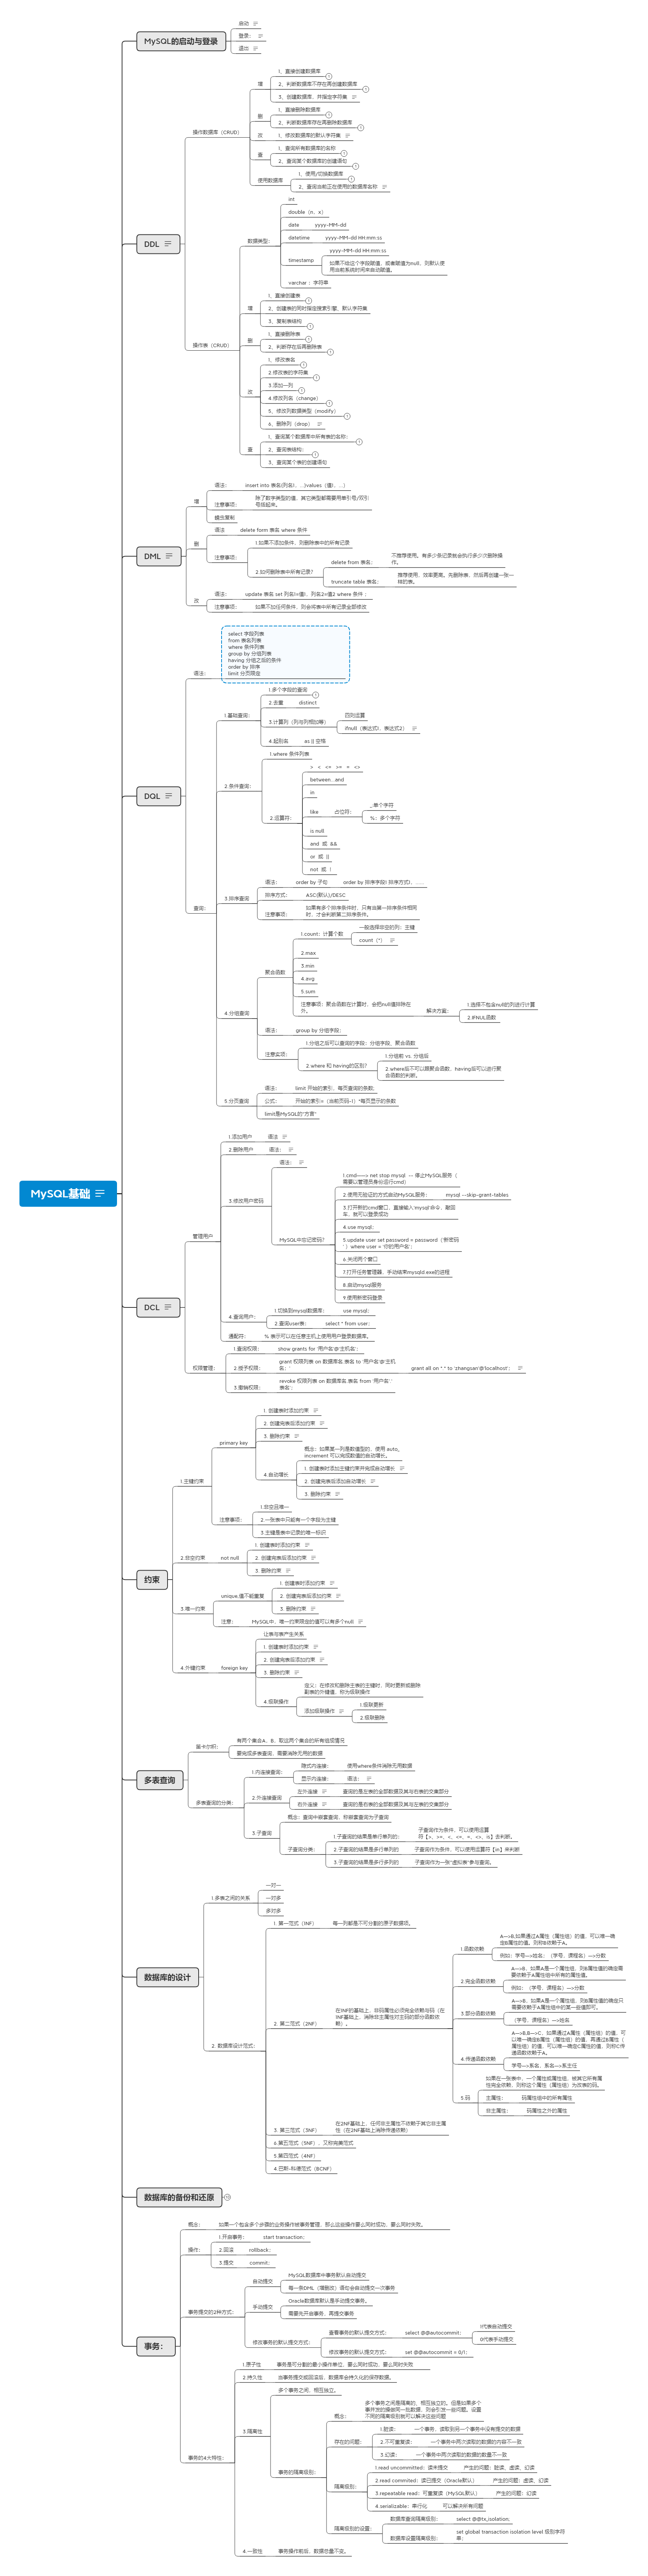 MySQL基础
MySQL的启动与登录
启动
登录：
退出
DDL
操作数据库（CRUD）
增
1、直接创建数据库
2、判断数据库不存在再创建数据库
3、创建数据库、并指定字符集
删
1、直接删除数据库
2、判断数据库存在再删除数据库
改
1、修改数据库的默认字符集
查
1、查询所有数据库的名称
2、查询某个数据库的创建语句
使用数据库
1、使用/切换数据库
2、查询当前正在使用的数据库名称
操作表（CRUD）
数据类型：
int
double（n、x）
date
yyyy-MM-dd
datetime
yyyy-MM-dd HH:mm:ss
timestamp
yyyy-MM-dd HH:mm:ss
如果不给这个字段赋值，或者赋值为null，则默认使
用当前系统时间来自动赋值。
varchar ：字符串
增
1、直接创建表
2、创建表的同时指定搜索引擎、默认字符集
3、复制表结构
删
1、直接删除表
2、判断存在后再删除表
改
1、修改表名
2.修改表的字符集
3.添加一列
4.修改列名（change）
5、修改列数据类型（modify）
6、删除列（drop）
查
1、查询某个数据库中所有表的名称：
2、查询表结构：
3、查询某个表的创建语句
DML
增
语法：
insert into 表名(列名1、...)values（值1、...）
注意事项：
除了数字类型的值，其它类型都需要用单引号/双引
号括起来。
蠕虫复制
删
语法
delete form 表名 where 条件
注意事项：
1.如果不添加条件，则删除表中的所有记录
2.如何删除表中所有记录？
delete from 表名；
不推荐使用。有多少条记录就会执行多少次删除操
作。
truncate table 表名；
推荐使用，效率更高。先删除表，然后再创建一张一
样的表。
改
语法：
update 表名 set 列名1=值1、列名2=值2 where 条件 ；
注意事项：
如果不加任何条件，则会将表中所有记录全部修改
DQL
语法：
select 字段列表
from 表名列表
where 条件列表
group by 分组列表
having 分组之后的条件
order by 排序
limit 分页限定
查询：
1.基础查询：
1.多个字段的查询
2.去重
distinct
3.计算列（列与列相加等）
四则运算
ifnull（表达式1、表达式2）
4.起别名
as || 空格
2.条件查询：
1.where 条件列表
2.运算符：
> < <= >= = <>
between...and
in
like
占位符：
_:单个字符
%：多个字符
is null
and 或 &&
or 或 ||
not 或 ！
3.排序查询
语法：
order by 子句
order by 排序字段1 排序方式1、......
排序方式：
ASC(默认)/DESC
注意事项：
如果有多个排序条件时，只有当第一排序条件相同
时，才会判断第二排序条件。
4.分组查询
聚合函数
1.count：计算个数
一般选择非空的列：主键
count（*）
2.max
3.min
4.avg
5.sum
注意事项：聚合函数在计算时，会把null值排除在
外。
解决方案：
1.选择不包含null的列进行计算
2.IFNUL函数
语法：
group by 分组字段；
注意实项：
1.分组之后可以查询的字段：分组字段、聚合函数
2.where 和 having的区别？
1.分组前 vs. 分组后
2.where后不可以跟聚合函数，having后可以进行聚
合函数的判断。
5.分页查询
语法：
limit 开始的索引、每页查询的条数;
公式：
开始的索引=（当前页码-1）*每页显示的条数
limit是MySQL的"方言"
DCL
管理用户
1.添加用户
语法
2.删除用户
语法：
3.修改用户密码
语法：
MySQL中忘记密码？
1.cmd——> net stop mysql -- 停止MySQL服务（
需要以管理员身份运行cmd）
2.使用无验证的方式启动MySQL服务：
mysql --skip-grant-tables
3.打开新的cmd窗口，直接输入'mysql'命令，敲回
车，就可以登录成功
4.use mysql；
5.update user set password = password（'新密码
'）where user = '你的用户名'；
6.关闭两个窗口
7.打开任务管理器、手动结束mysqld.exe的进程
8.启动mysql服务
9.使用新密码登录
4.查询用户：
1.切换到mysql数据库：
use mysql；
2.查询user表：
select * from user；
通配符：
% 表示可以在任意主机上使用用户登录数据库。
权限管理：
1.查询权限：
show grants for '用户名'@'主机名'；
2.授予权限：
grant 权限列表 on 数据库名.表名 to '用户名'@'主机
名；'
grant all on *.* to 'zhangsan'@'localhost'；
3.撤销权限：
revoke 权限列表 on 数据库名.表名 from '用户名'.'
表名'；
约束
1.主键约束
primary key
1. 创建表时添加约束
2. 创建完表后添加约束
3. 删除约束
4.自动增长
概念：如果某一列是数值型的，使用 auto_
increment 可以完成数值的自动增长。
1. 创建表时添加主键约束并完成自动增长
2. 创建完表后添加自动增长
3. 删除约束
注意事项：
1.非空且唯一
2.一张表中只能有一个字段为主键
3.主键是表中记录的唯一标识
2.非空约束
not null
1. 创建表时添加约束
2. 创建完表后添加约束
3. 删除约束
3.唯一约束
unique,值不能重复
1. 创建表时添加约束
2. 创建完表后添加约束
3. 删除约束
注意：
MySQL中，唯一约束限定的值可以有多个null
4.外键约束
foreign key
让表与表产生关系
1. 创建表时添加约束
2. 创建完表后添加约束
3. 删除约束
4.级联操作
定义：在修改和删除主表的主键时，同时更新或删除
副表的外键值，称为级联操作
添加级联操作
1.级联更新
2.级联删除
多表查询
笛卡尔积：
有两个集合A、B、取这两个集合的所有组成情况
要完成多表查询、需要消除无用的数据
多表查询的分类：
1.内连接查询：
隐式内连接：
使用where条件消除无用数据
显示内连接：
语法：
2.外连接查询
左外连接
查询的是左表的全部数据及其与右表的交集部分
右外连接
查询的是右表的全部数据及其与左表的交集部分
3.子查询
概念：查询中嵌套查询，称嵌套查询为子查询
子查询分类：
1.子查询的结果是单行单列的：
子查询作为条件，可以使用运算
符【>、>=、<、<=、=、<>、is】去判断。
2.子查询的结果是多行单列的
子查询作为条件，可以使用运算符【in】来判断
3.子查询的结果是多行多列的
子查询作为一张"虚拟表"参与查询。
数据库的设计
1.多表之间的关系
一对一
一对多
多对多
2. 数据库设计范式：
1. 第一范式（1NF）
每一列都是不可分割的原子数据项。
2. 第二范式（2NF）
在1NF的基础上，非码属性必须完全依赖与码（在
1NF基础上，消除非主属性对主码的部分函数依
赖）。
1.函数依赖
A—>B,如果通过A属性（属性组）的值，可以唯一确
定B属性的值。则称B依赖于A。
例如：学号—>姓名；（学号、课程名）—>分数
2.完全函数依赖
A—>B，如果A是一个属性组，则B属性值的确定需
要依赖于A属性组中所有的属性值。
例如：（学号、课程名）—>分数
3.部分函数依赖
A—>B，如果A是一个属性组，则B属性值的确定只
需要依赖于A属性组中的某一些值即可。
（学号、课程名）—>姓名
4.传递函数依赖
A—>B,B—>C，如果通过A属性（属性组）的值，可
以唯一确定B属性（属性组）的值，再通过B属性（
属性组）的值，可以唯一确定C属性的值，则称C传
递函数依赖于A。
学号—>系名、系名—>系主任
5.码
如果在一张表中，一个属性或属性组，被其它所有属
性完全依赖，则称这个属性（属性组）为改表的码。
主属性：
码属性组中的所有属性
非主属性：
码属性之外的属性
3. 第三范式（3NF）
在2NF基础上，任何非主属性不依赖于其它非主属
性（在2NF基础上消除传递依赖）
6.第五范式（5NF），又称完美范式
5.第四范式（4NF）
4.巴斯-科德范式（BCNF）
数据库的备份和还原
事务：
概念：
如果一个包含多个步骤的业务操作被事务管理，那么这些操作要么同时成功，要么同时失败。
操作：
1.开启事务：
start transaction；
2.回滚
rollback；
3.提交
commit；
事务提交的2种方式：
自动提交
MySQL数据库中事务默认自动提交
每一条DML（增删改）语句会自动提交一次事务
手动提交
Oracle数据库默认是手动提交事务。
需要先开启事务、再提交事务
修改事务的默认提交方式：
查看事务的默认提交方式：
select @@autocommit；
1代表自动提交
0代表手动提交
修改事务的默认提交方式：
set @@autocommit = 0/1；
事务的4大特性：
1.原子性
事务是可分割的最小操作单位，要么同时成功、要么同时失败
2.持久性
当事务提交或回滚后，数据库会持久化的保存数据。
3.隔离性
多个事务之间，相互独立。
事务的隔离级别：
概念：
多个事务之间是隔离的、相互独立的。但是如果多个
事并发的操做同一批数据，则会引发一些问题。设置
不同的隔离级别就可以解决这些问题
存在的问题：
1.脏读：
一个事务，读取到另一个事务中没有提交的数据
2.不可重复读：
一个事务中两次读取的数据的内容不一致
3.幻读：
一个事务中两次读取的数据的数量不一致
隔离级别：
1.read uncommitted：读未提交
产生的问题：脏读、虚读、幻读
2.read commited：读已提交（Oracle默认）
产生的问题：虚读、幻读
3.repeatable read：可重复读（MySQL默认）
产生的问题：幻读
4.serializable：串行化
可以解决所有问题
隔离级别的设置：
数据库查询隔离级别：
select @@tx_isolation；
数据库设置隔离级别：
set global transaction isolation level 级别字符
串；
4.一致性
事务操作前后，数据总量不变。